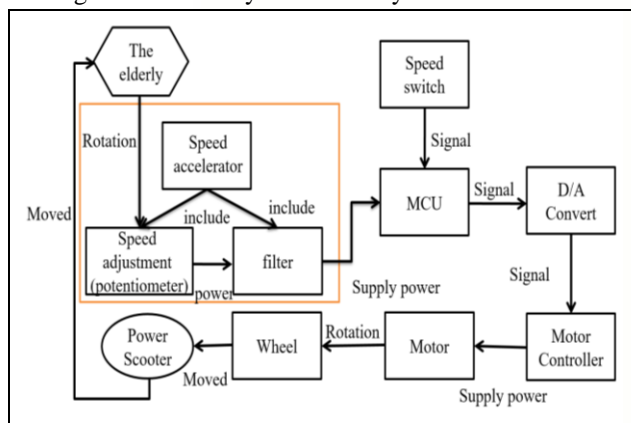 The
elderly
Speed
switch
Rotation
Speed
accelerator
Signal
MCU
Signal
D/A
Convert
Moved
include
include
Speed
adjustment
(potentiometer)
power
filter
Supply power
Signal
Power
Scooter
Moved
Wheel
Rotation
Motor
Motor
Controller
Supply power